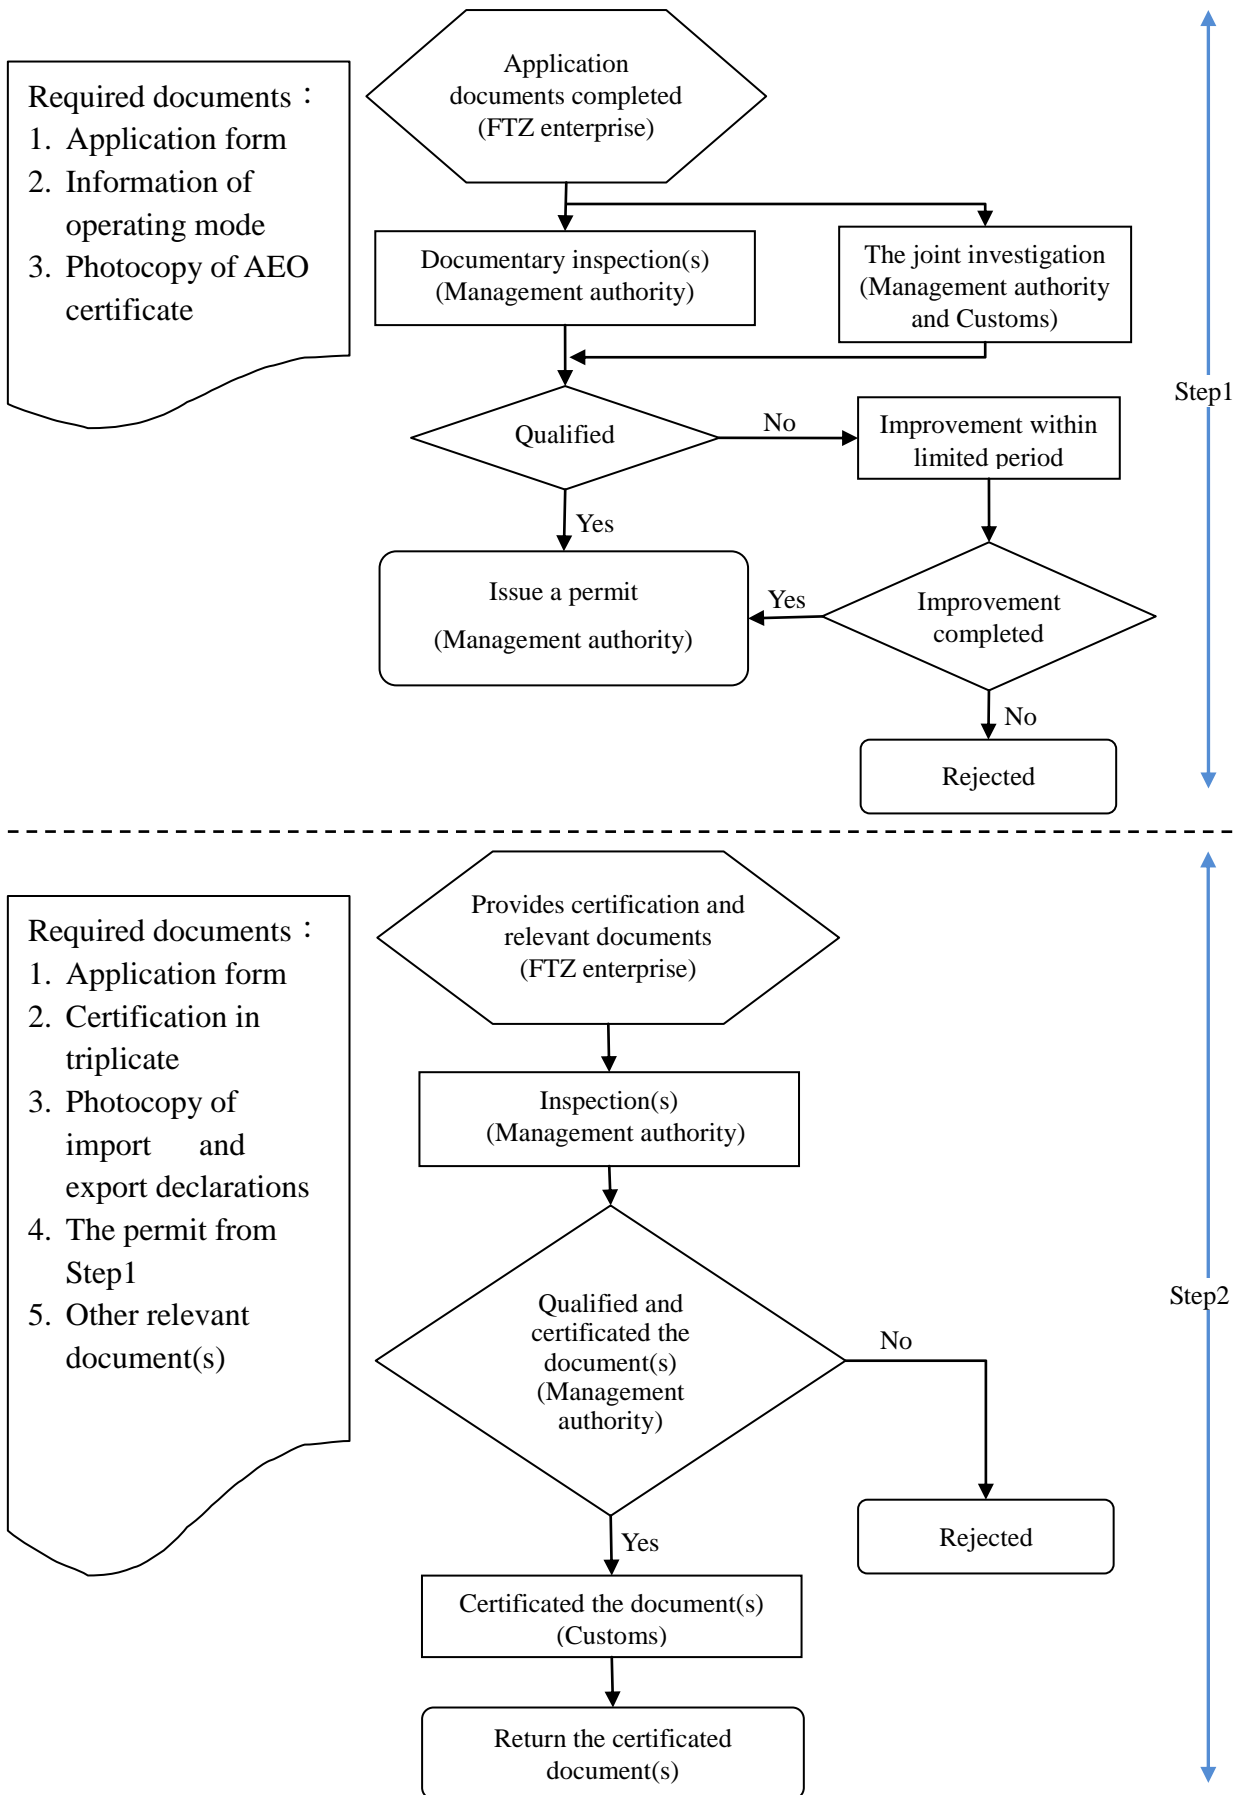 Application
documents completed
(FTZ enterprise)
Required documents：
1. Application form
2. Information of
operating mode
3. Photocopy of AEO
certificate
Documentary inspection(s)
(Management authority)
The joint investigation
(Management authority
and Customs)
Step1
Qualified
No
Improvement within
limited period
Yes
Issue a permit
(Management authority)
Yes
Improvement
completed
No
Rejected
Provides certification and
relevant documents
(FTZ enterprise)
Required documents：
1. Application form
2. Certification in
triplicate
3. Photocopy of
import and
export declarations
4. The permit from
Step1
5. Other relevant
document(s)
Inspection(s)
(Management authority)
Step2
Qualified and
certificated the
document(s)
(Management
authority)
No
Rejected
Yes
Certificated the document(s)
(Customs)
Return the certificated
document(s)